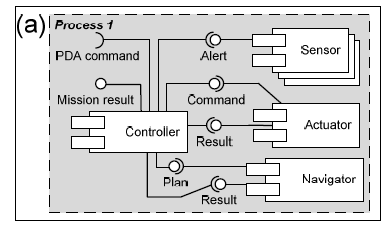 (a)
Process 1
PDA command
Alert
Sensor
Mission result
Command
Controller
Actuator
Result
Plan
Navigator
Result